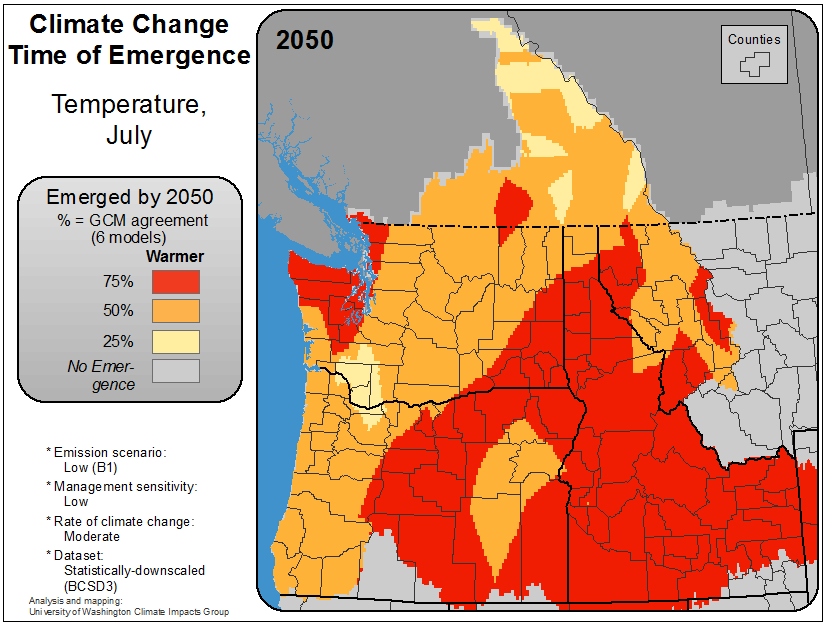 Climate Change
Time of Emergence
Temperature,
July
Emerged by 2050
% = GCM agreement
(6 models)
Warmer
75%
50%
25%
No Emer-
gence
* Emission scenario:
Low (B1)
* Management sensitivity:
Low
* Rate of climate change:
Moderate
* Dataset:
Statistically-downscaled
(BCSD3)
Analysis and mapping:
University of Washington Climate Impacts Group
2050
Counties